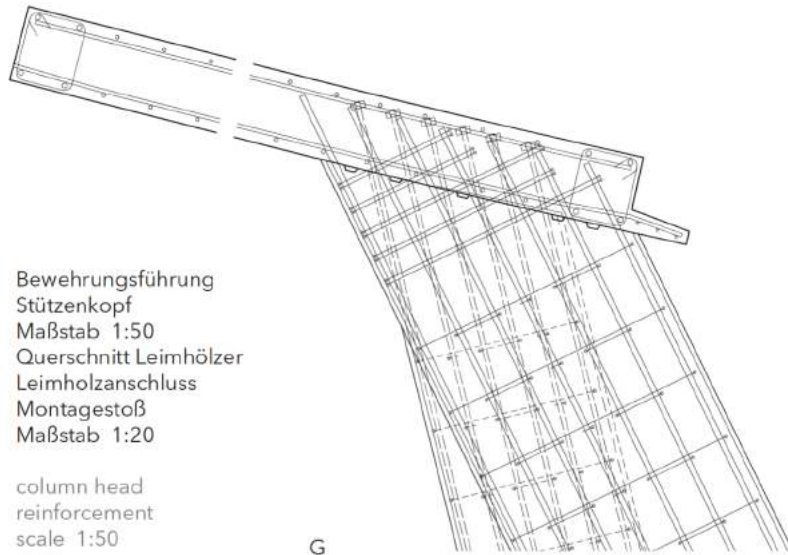 Bewehrungsführung
Stützenkopf
Maßstab 1:50
Querschnitt Leimhölzer
Leimholzanschluss
Montagestoß
Maßstab 1:20
column head
reinforcement
scale 1:50
G